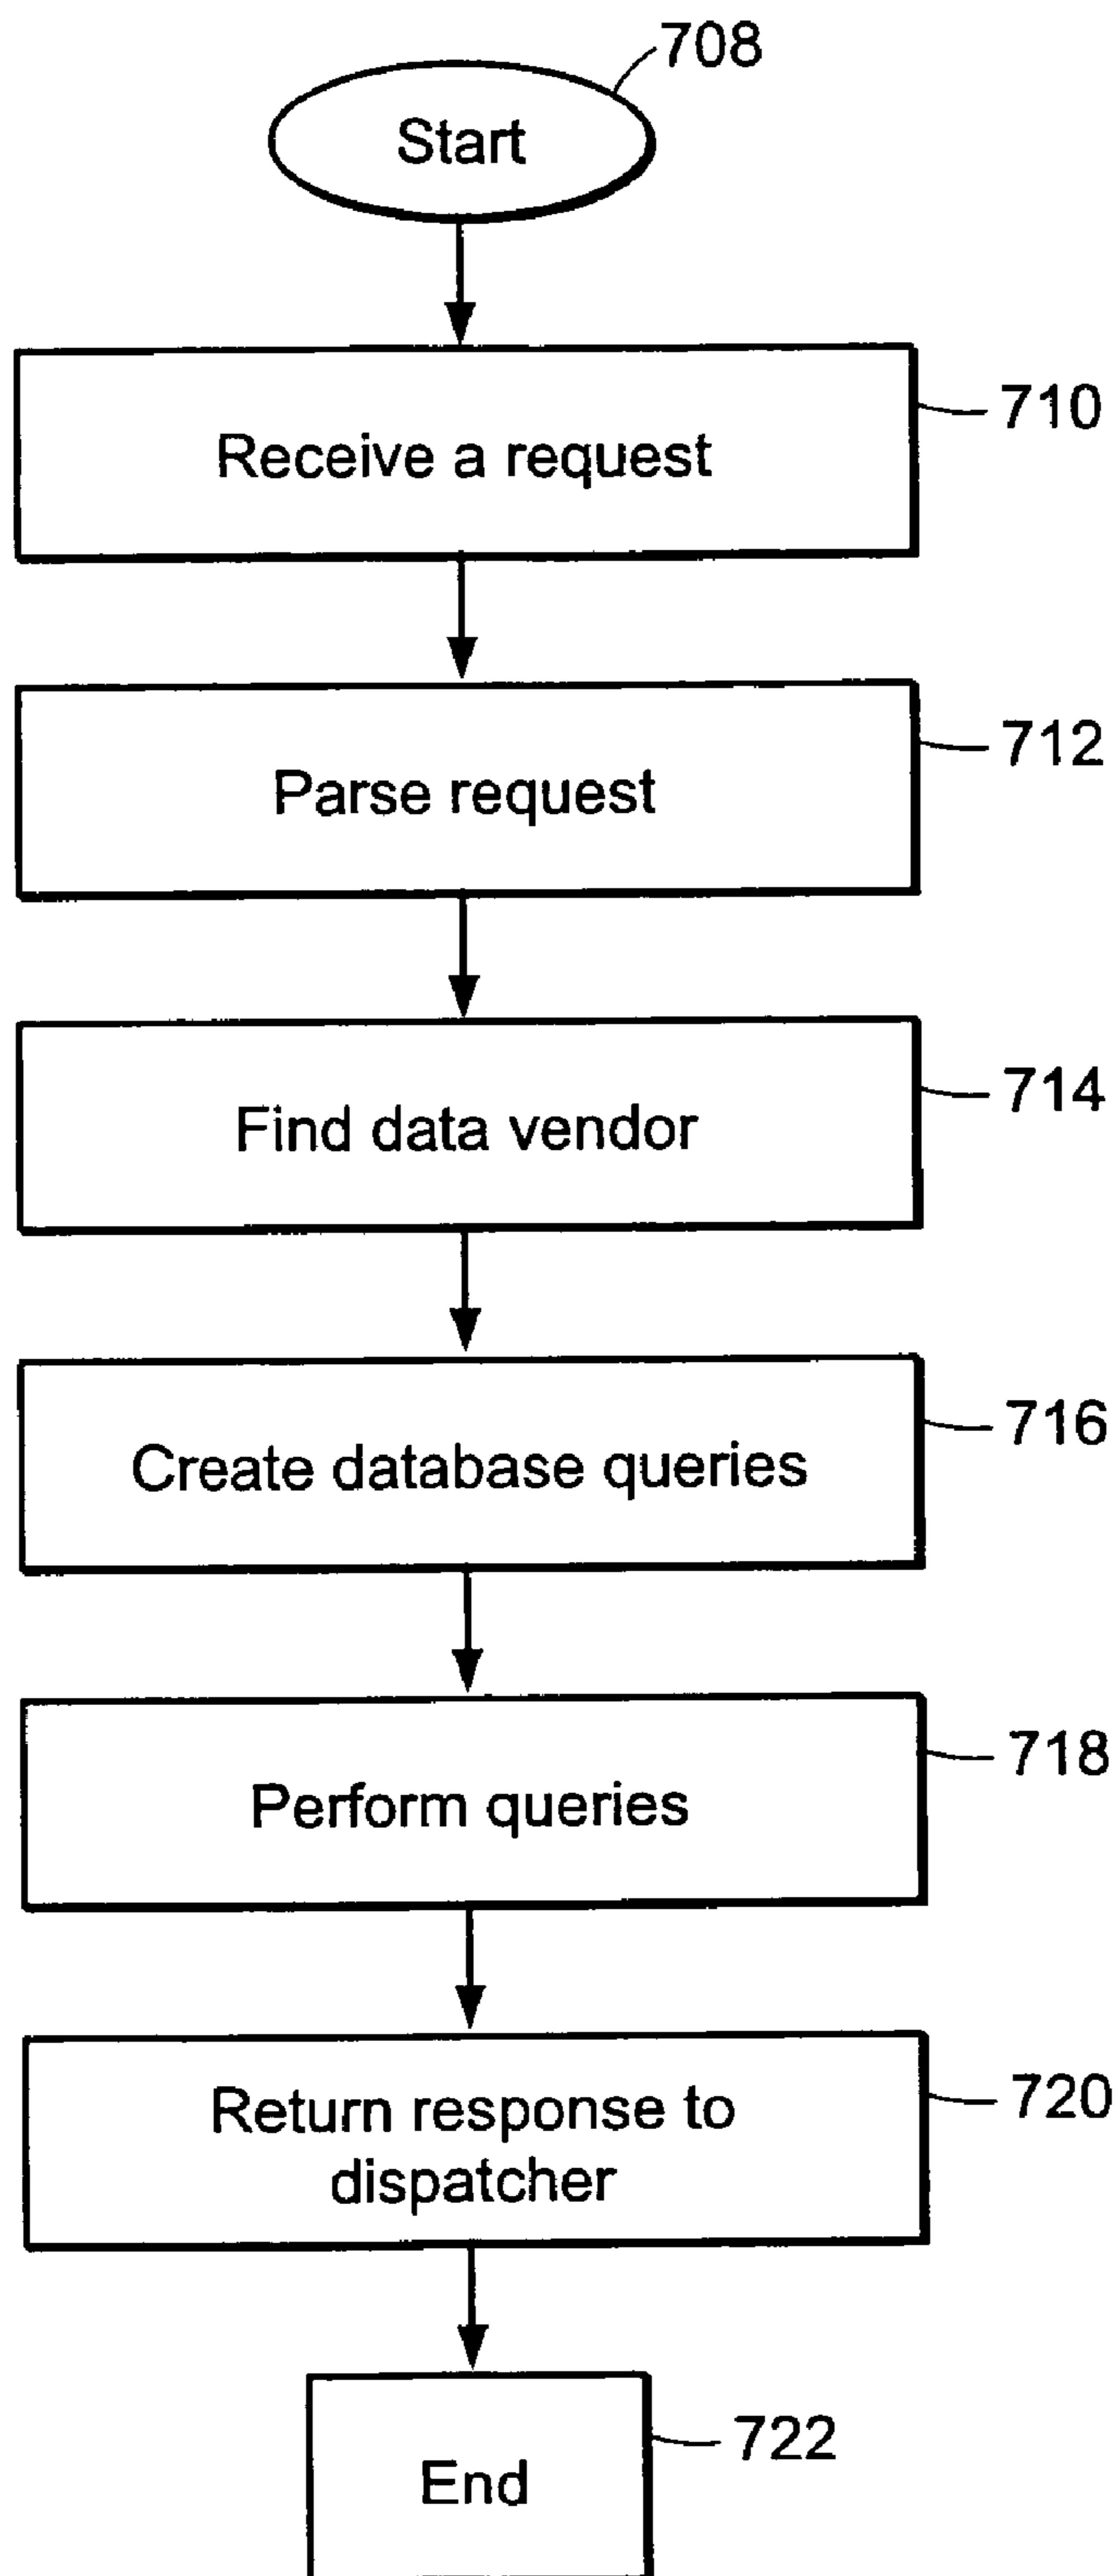 708
Start
710
Receive a request
712
Parse request
714
Find data vendor
716
Create database queries
718
Perform queries
720
Return response to
dispatcher
722
End